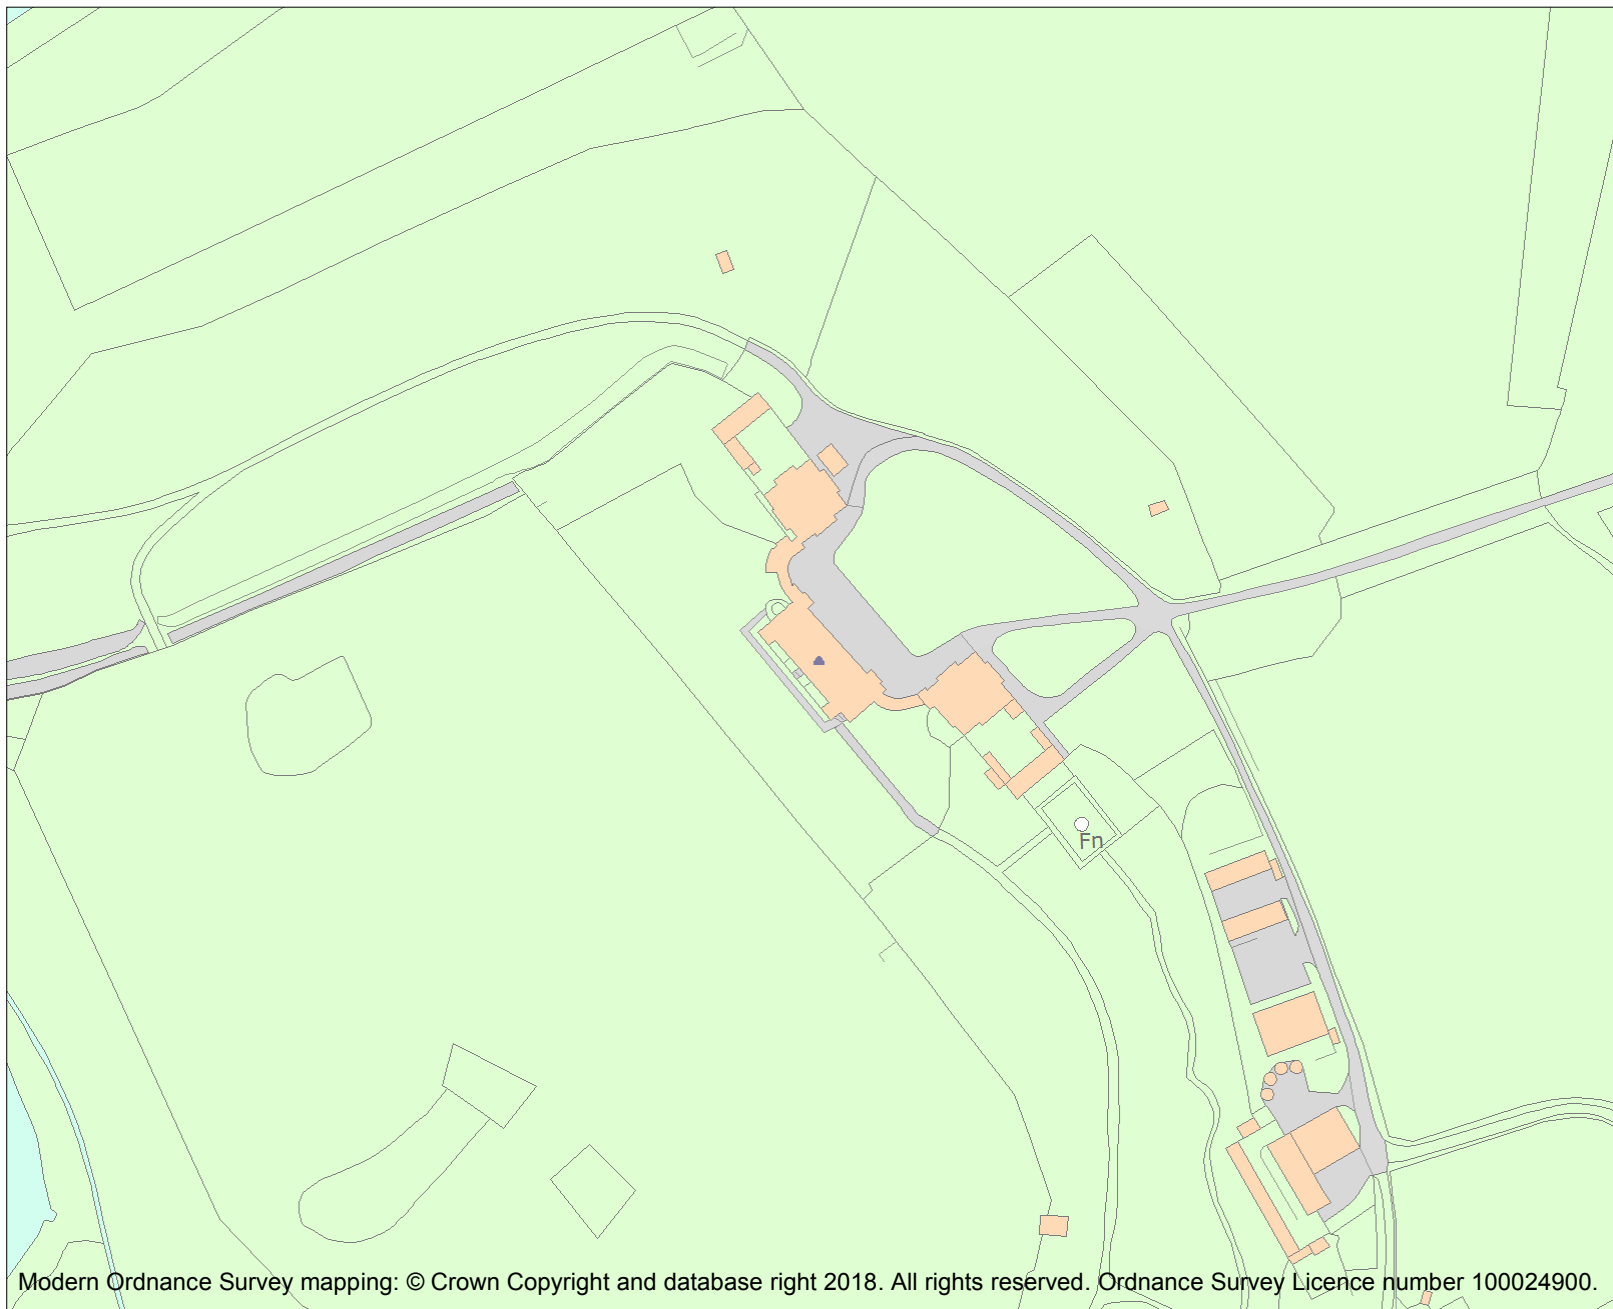 Fn
Modern Ordnance Survey mapping: © Crown Copyright and database right 2018. All rights reserved. Ordnance Survey Licence number 100024900.